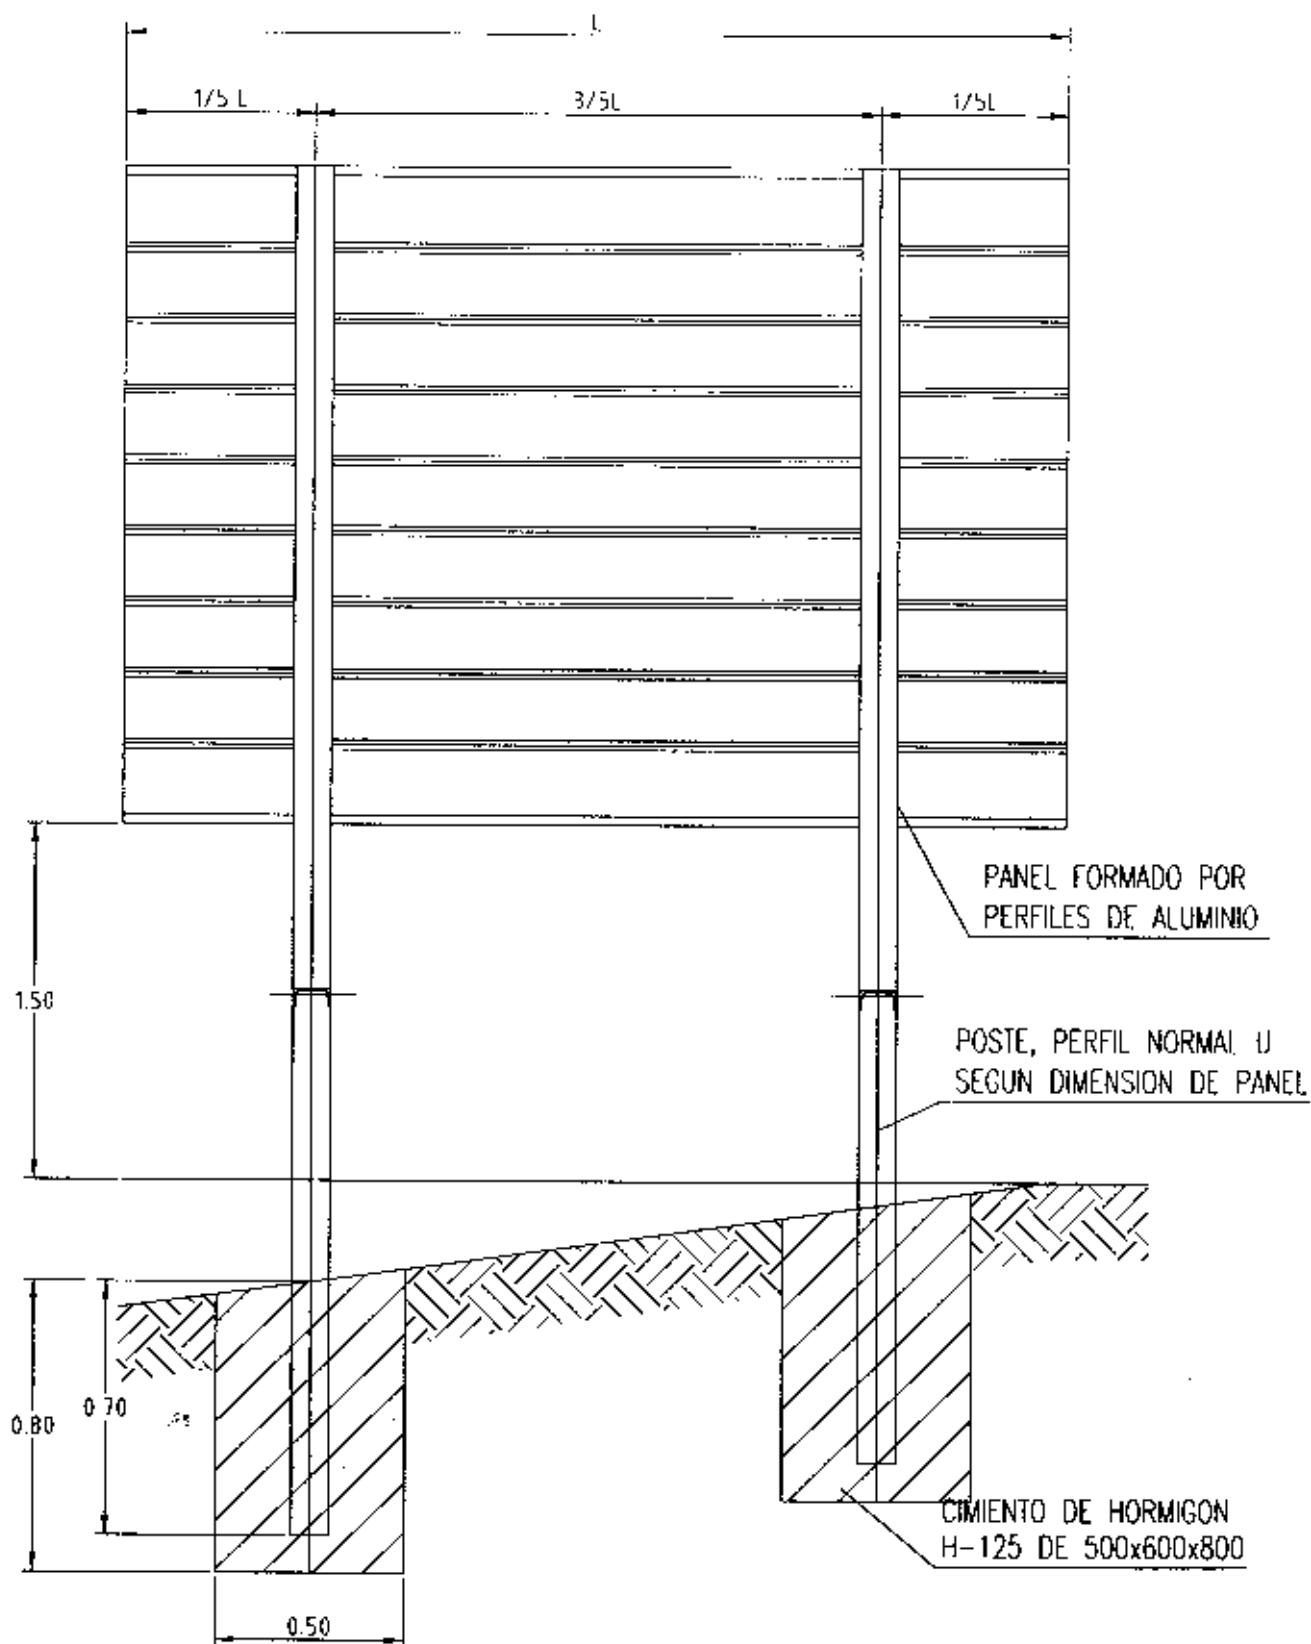 L
1/5 L
3/5L
1/5L
PANEL FORMADO POR
PERFILES DE ALUMINIO
1.50
POSTE, PERFIL NORMAL U
SEGUN DIMENSION DE PANEL
0.80
0.70
CIMIENTO DE HORMIGON
H-125 DE 500x600x800
0.50